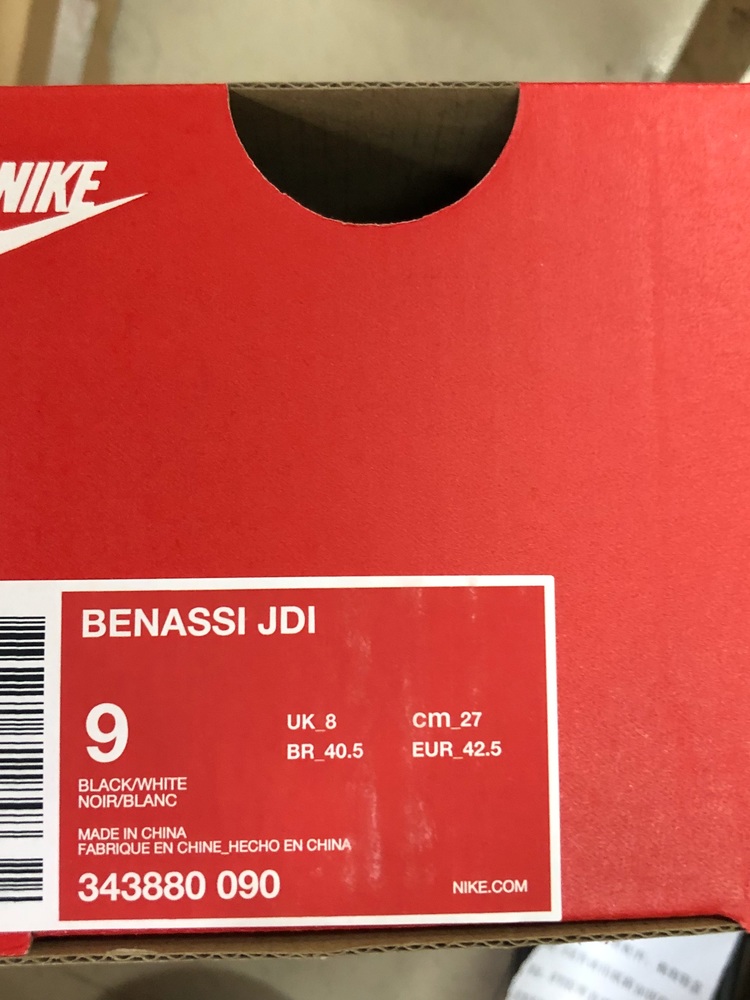 NIKE
BENASSI JDI
9
UK_8 cm_27
BR_40.5 EUR_42.5
BLACK/WHITE
NOIR/BLANC
MADE IN CHINA
FABRIQUE EN CHINE_HECHO EN CHINA
343880 090 NIKE.COM